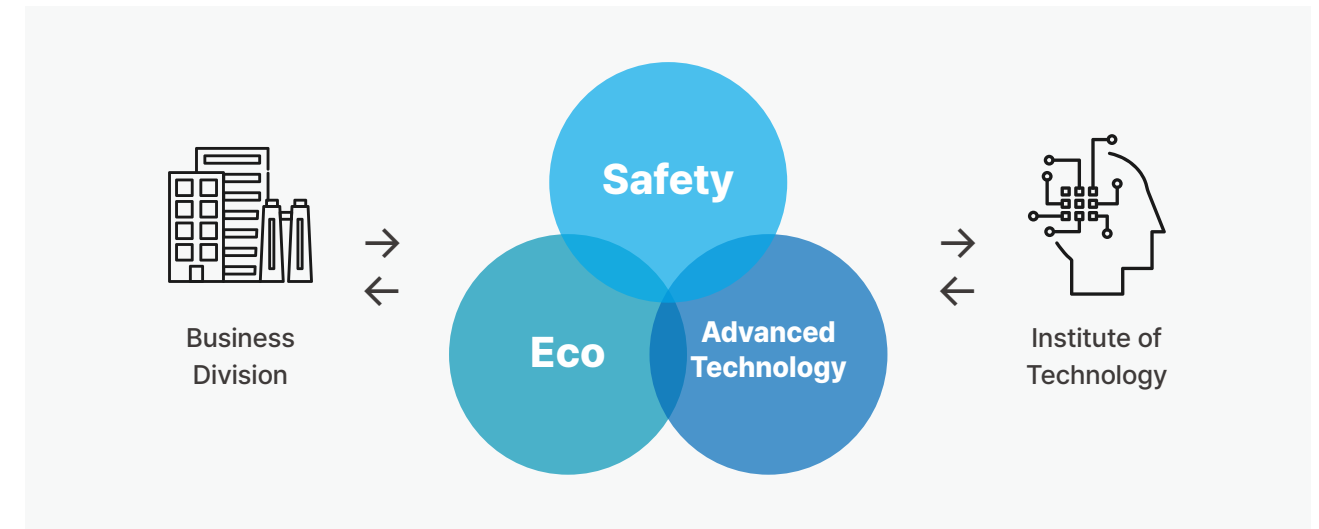 Safety
Eco
Advanced
Technology
Business
Division
Institute of
Technology